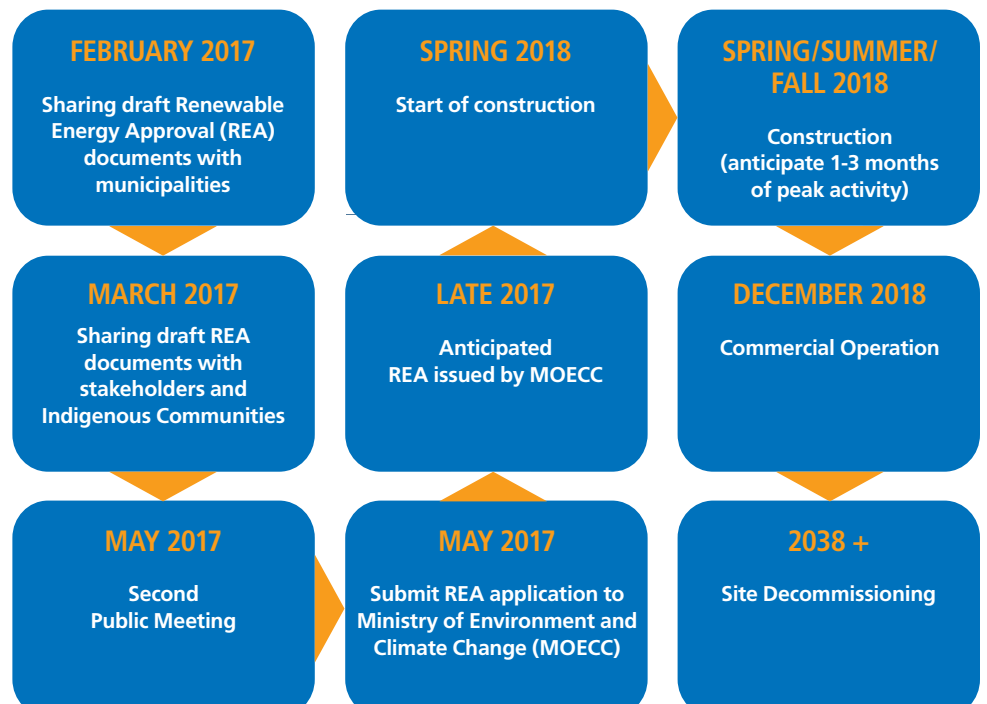 FEBRUARY 2017
Sharing draft Renewable
Energy Approval (REA)
documents with
municipalities
MARCH 2017
Sharing draft REA
documents with
stakeholders and
Indigenous Communities
MAY 2017
Second
Public Meeting
MAY 2017
Submit REA application to
Ministry of Environment and
Climate Change (MOECC)
LATE 2017
Anticipated
REA issued by MOECC
SPRING 2018
Start of construction
SPRING/SUMMER/
FALL 2018
Construction
(anticipate 1-3 months
of peak activity)
DECEMBER 2018
Commercial Operation
2038 +
Site Decommissioning